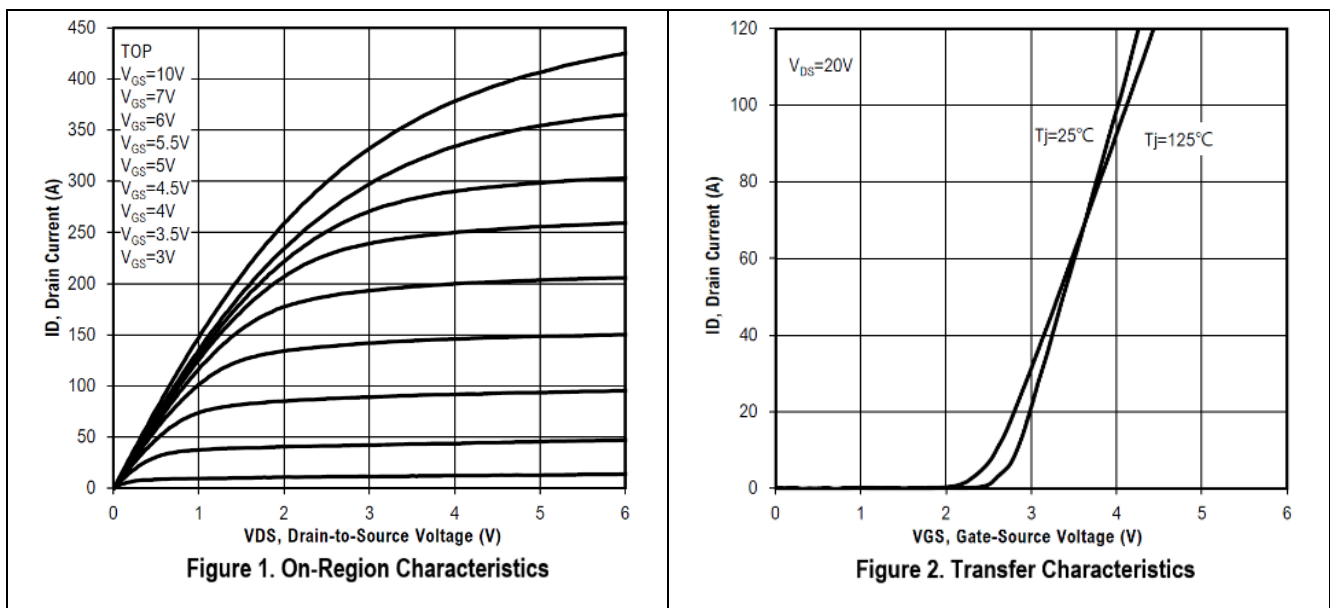 450
400
350
300
250
200
150
100
50
0
TOP
VGS=10V
VGS=7V
VGS=6V
VGS=5.5V
VGS=5V
VGS=4.5V
VGS=4V
VGS=3.5V
VGS=3V
ID, Drain Current (A)
0 1 2 3 4 5 6
VDS, Drain-to-Source Voltage (V)
Figure 1. On-Region Characteristics
120
100
80
60
40
20
0
VDS=20V
Tj=25℃
Tj=125℃
ID, Drain Current (A)
0 1 2 3 4 5 6
VGS, Gate-Source Voltage (V)
Figure 2. Transfer Characteristics